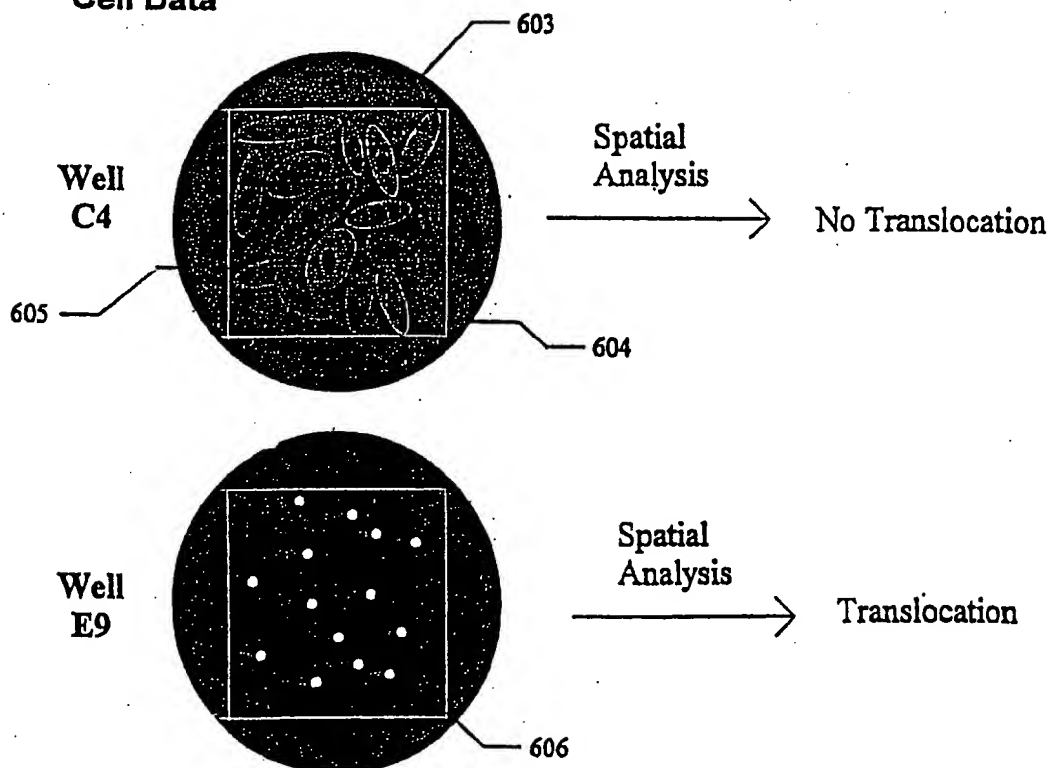 Cell Data
603
Spatial
Analysis
Well
C4
No Translocation
605
604
Spatial
Analysis
Well
E9
Translocation
606